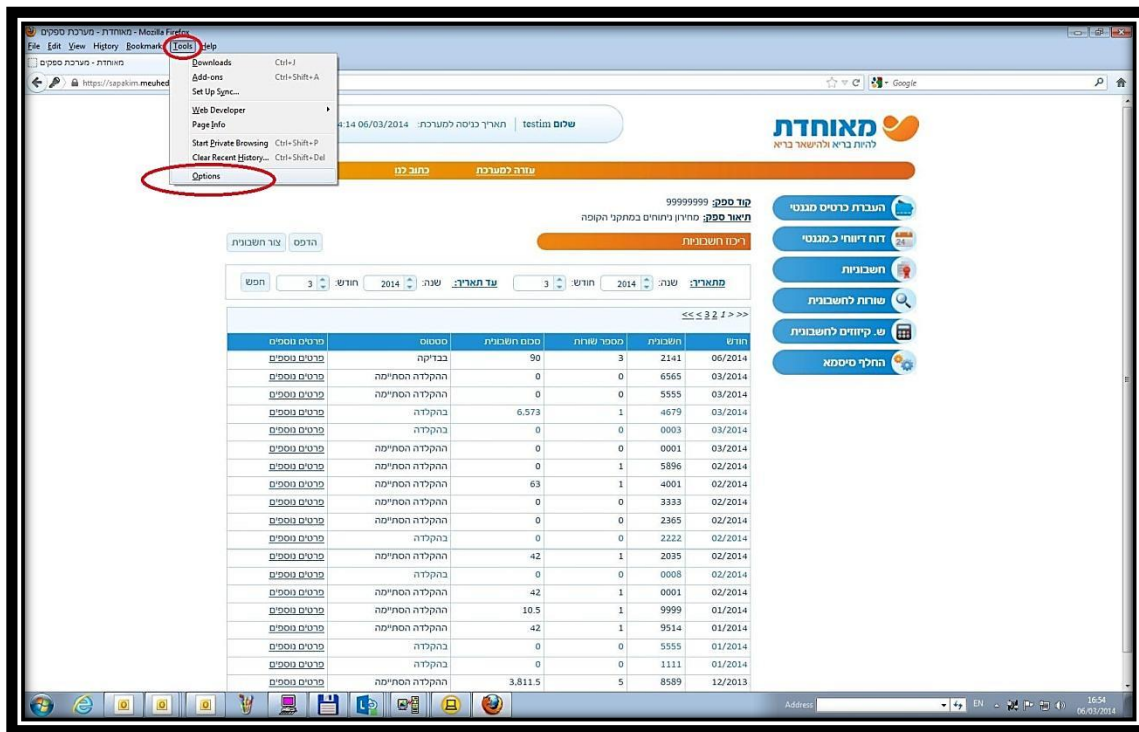 מאוחדת - מערכת ספקים - Mozilla Firefox
File Edit View History Bookmarks Tools Help
מאוחדת - מערכת ספקים
https://sapakim.meuhed
Google
Downloads Ctrl+J
Add-ons Ctrl+Shift+A
Set Up Sync...
Web Developer
Page Info
Start Private Browsing Ctrl+Shift+P
Clear Recent History... Ctrl+Shift+Del
Options
שלום testim | תאריך כניסה למערכת: 06/03/2014 4:14
מאוחדת
להיות בריא ולהישאר בריא
עזרה למערכת כתוב לנו
העברת כרטיס מגנטי
דוח דיווחי כ.מגנטי
חשבוניות
שורות לחשבונית
ש. קיזוזים לחשבונית
החלף סיסמא
קוד ספק: 99999999
תיאור ספק: מחירון ניתוחים במתקני הקופה
ריכוז חשבוניות
הדפס צור חשבונית
מתאריך: שנה: 2014 חודש: 3 עד תאריך: שנה: 2014 חודש: 3 חפש
<< < 1 2 3 > >>
חודש חשבונית מספר שורות סכום חשבונית סטטוס פרטים נוספים
06/2014 2141 3 90 בבדיקה פרטים נוספים
03/2014 6565 0 0 ההקלדה הסתיימה פרטים נוספים
03/2014 5555 0 0 ההקלדה הסתיימה פרטים נוספים
03/2014 4679 1 6.573 בהקלדה פרטים נוספים
03/2014 0003 0 0 בהקלדה פרטים נוספים
03/2014 0001 1 0 ההקלדה הסתיימה פרטים נוספים
02/2014 5896 1 0 ההקלדה הסתיימה פרטים נוספים
02/2014 4001 1 63 ההקלדה הסתיימה פרטים נוספים
02/2014 3333 0 0 ההקלדה הסתיימה פרטים נוספים
02/2014 2365 0 0 ההקלדה הסתיימה פרטים נוספים
02/2014 2222 0 0 בהקלדה פרטים נוספים
02/2014 2035 1 42 ההקלדה הסתיימה פרטים נוספים
02/2014 0008 0 0 בהקלדה פרטים נוספים
02/2014 0001 1 42 ההקלדה הסתיימה פרטים נוספים
01/2014 9999 1 10.5 ההקלדה הסתיימה פרטים נוספים
01/2014 9514 1 42 ההקלדה הסתיימה פרטים נוספים
01/2014 5555 0 0 בהקלדה פרטים נוספים
01/2014 1111 0 0 בהקלדה פרטים נוספים
12/2013 8589 5 3,811.5 ההקלדה הסתיימה פרטים נוספים
Address
EN
16:54
06/03/2014